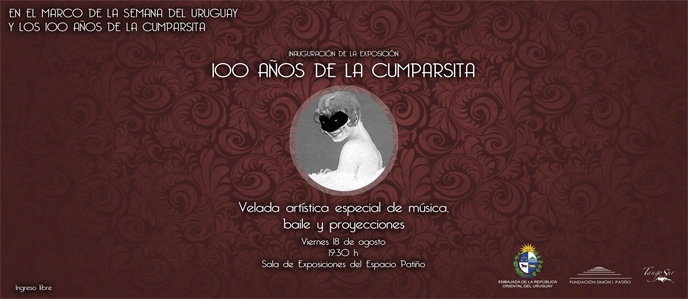 EN EL MARCO DE LA SEMANA DEL URUGUAY
Y LOS 100 AÑOS DE LA CUMPARSITA
INAUGURACIÓN DE LA EXPOSICIÓN
100 AÑOS DE LA CUMPARSITA
Velada artística especial de música,
baile y proyecciones
Viernes 18 de agosto
19:30 h
Sala de Exposiciones del Espacio Patiño
Ingreso libre
EMBAJADA DE LA REPÚBLICA
ORIENTAL DEL URUGUAY
FUNDACIÓN SIMÓN I. PATIÑO
Tango Sur